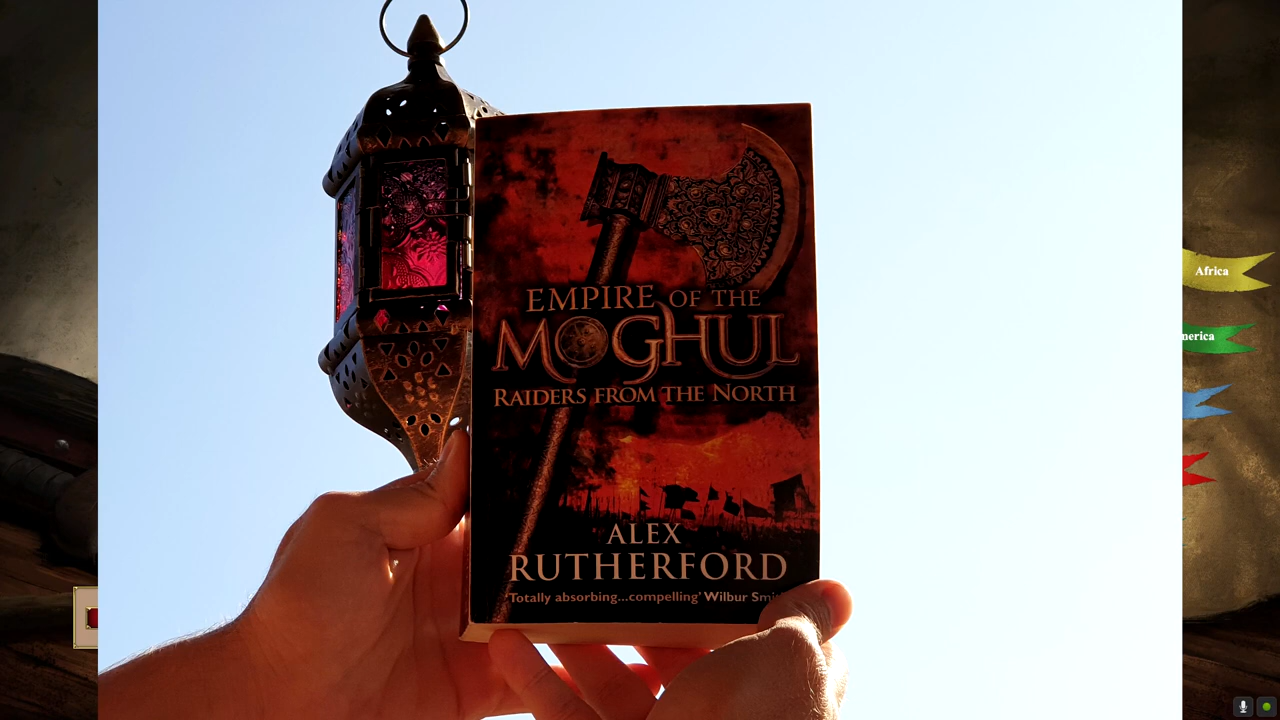 EMPIRE OF THE
MOGHUL
RAIDERS FROM THE NORTH
ALEX
RUTHERFORD
'Totally absorbing...compelling' Wilbur
Africa